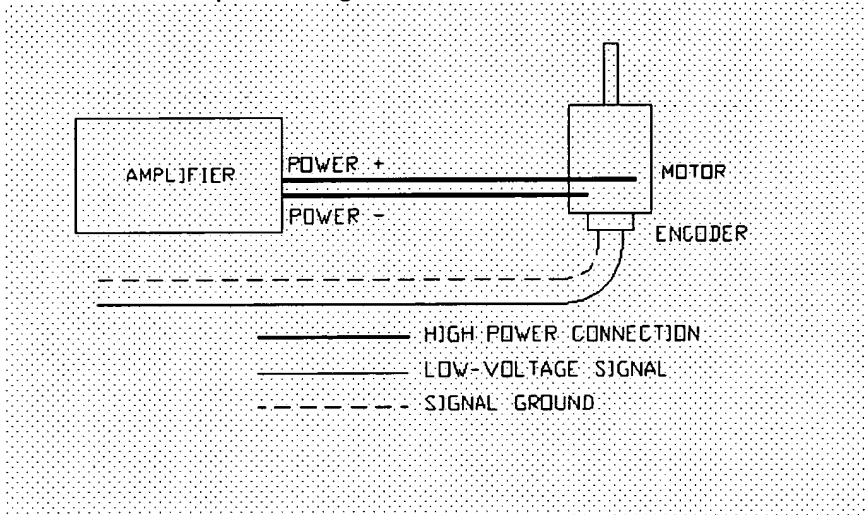 POWER +
AMPLIFIER
MOTOR
POWER -
ENCODER
HIGH POWER CONNECTION
LOW-VOLTAGE SIGNAL
SIGNAL GROUND